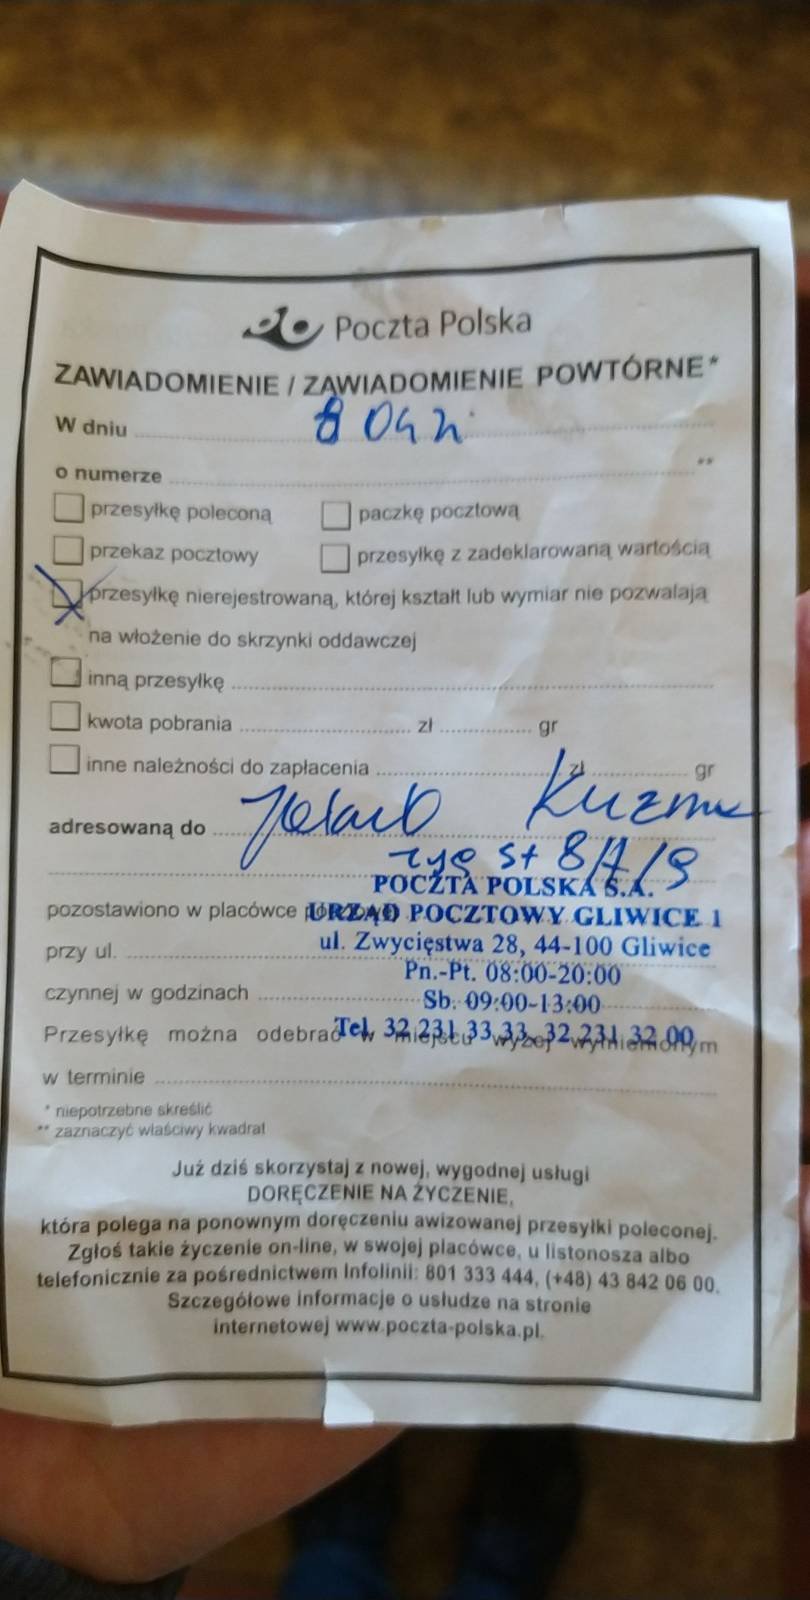 Poczta Polska
ZAWIADOMIENIE / ZAWIADOMIENIE POWTÓRNE*
W dniu 8 04
o numerze **
przesyłkę poleconą paczkę pocztową
przekaz pocztowy przesyłkę z zadeklarowaną wartością
przesyłkę nierejestrowaną, której kształt lub wymiar nie pozwalają
na włożenie do skrzynki oddawczej
inną przesyłkę
kwota pobrania zł gr
inne należności do zapłacenia zł gr
adresowaną do
8/7/9
POCZTA POLSKA S.A.
pozostawiono w placówce URZĄD POCZTOWY GLIWICE 1
przy ul. ul. Zwycięstwa 28, 44-100 Gliwice
Pn.-Pt. 08:00-20:00
czynnej w godzinach Sb. 09:00-13:00
Przesyłkę można odebrać w miejscu wyżej wymienionym
Tel. 32 231 33 33, 32 231 32 00
w terminie
* niepotrzebne skreślić
** zaznaczyć właściwy kwadrat
Już dziś skorzystaj z nowej, wygodnej usługi
DORĘCZENIE NA ŻYCZENIE,
która polega na ponownym doręczeniu awizowanej przesyłki poleconej.
Zgłoś takie życzenie on-line, w swojej placówce, u listonosza albo
telefonicznie za pośrednictwem Infolinii: 801 333 444, (+48) 43 842 06 00.
Szczegółowe informacje o usłudze na stronie
internetowej www.poczta-polska.pl.